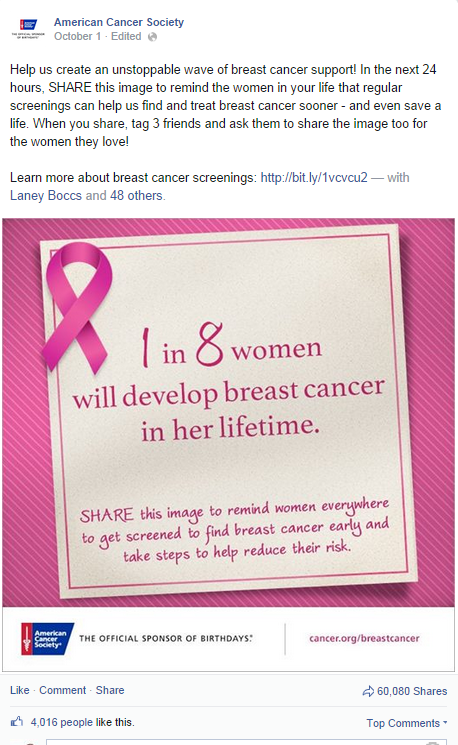 American Cancer Society
October 1 · Edited
Help us create an unstoppable wave of breast cancer support! In the next 24
hours, SHARE this image to remind the women in your life that regular
screenings can help us find and treat breast cancer sooner - and even save a
life. When you share, tag 3 friends and ask them to share the image too for
the women they love!
Learn more about breast cancer screenings: http://bit.ly/1vcvcu2 — with
Laney Boccs and 48 others.
1 in 8 women
will develop breast cancer
in her lifetime.
SHARE this image to remind women everywhere
to get screened to find breast cancer early and
take steps to help reduce their risk.
American
Cancer
Society®
THE OFFICIAL SPONSOR OF BIRTHDAYS.®
cancer.org/breastcancer
Like · Comment · Share
60,080 Shares
4,016 people like this.
Top Comments